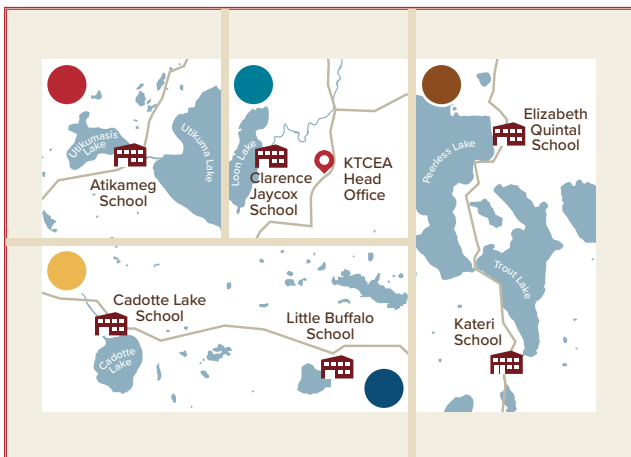 Utikumasis
Lake
Utikuma Lake
Atikameg
School
Loon Lake
Clarence
Jaycox
School
KTCEA
Head
Office
Elizabeth
Quintal
School
Peerless Lake
Trout Lake
Kateri
School
Cadotte Lake
School
Cadotte
Lake
Little Buffalo
School